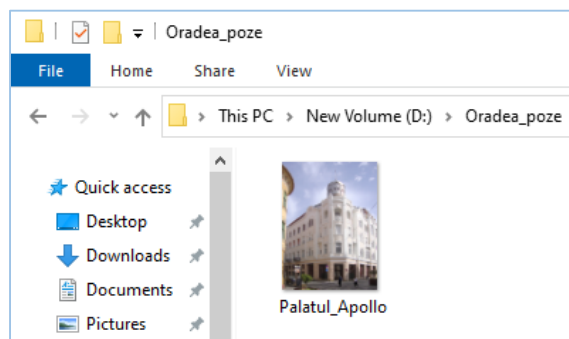 Oradea_poze
File Home Share View
This PC > New Volume (D:) > Oradea_poze
Quick access
Desktop
Downloads
Documents
Pictures
Palatul_Apollo